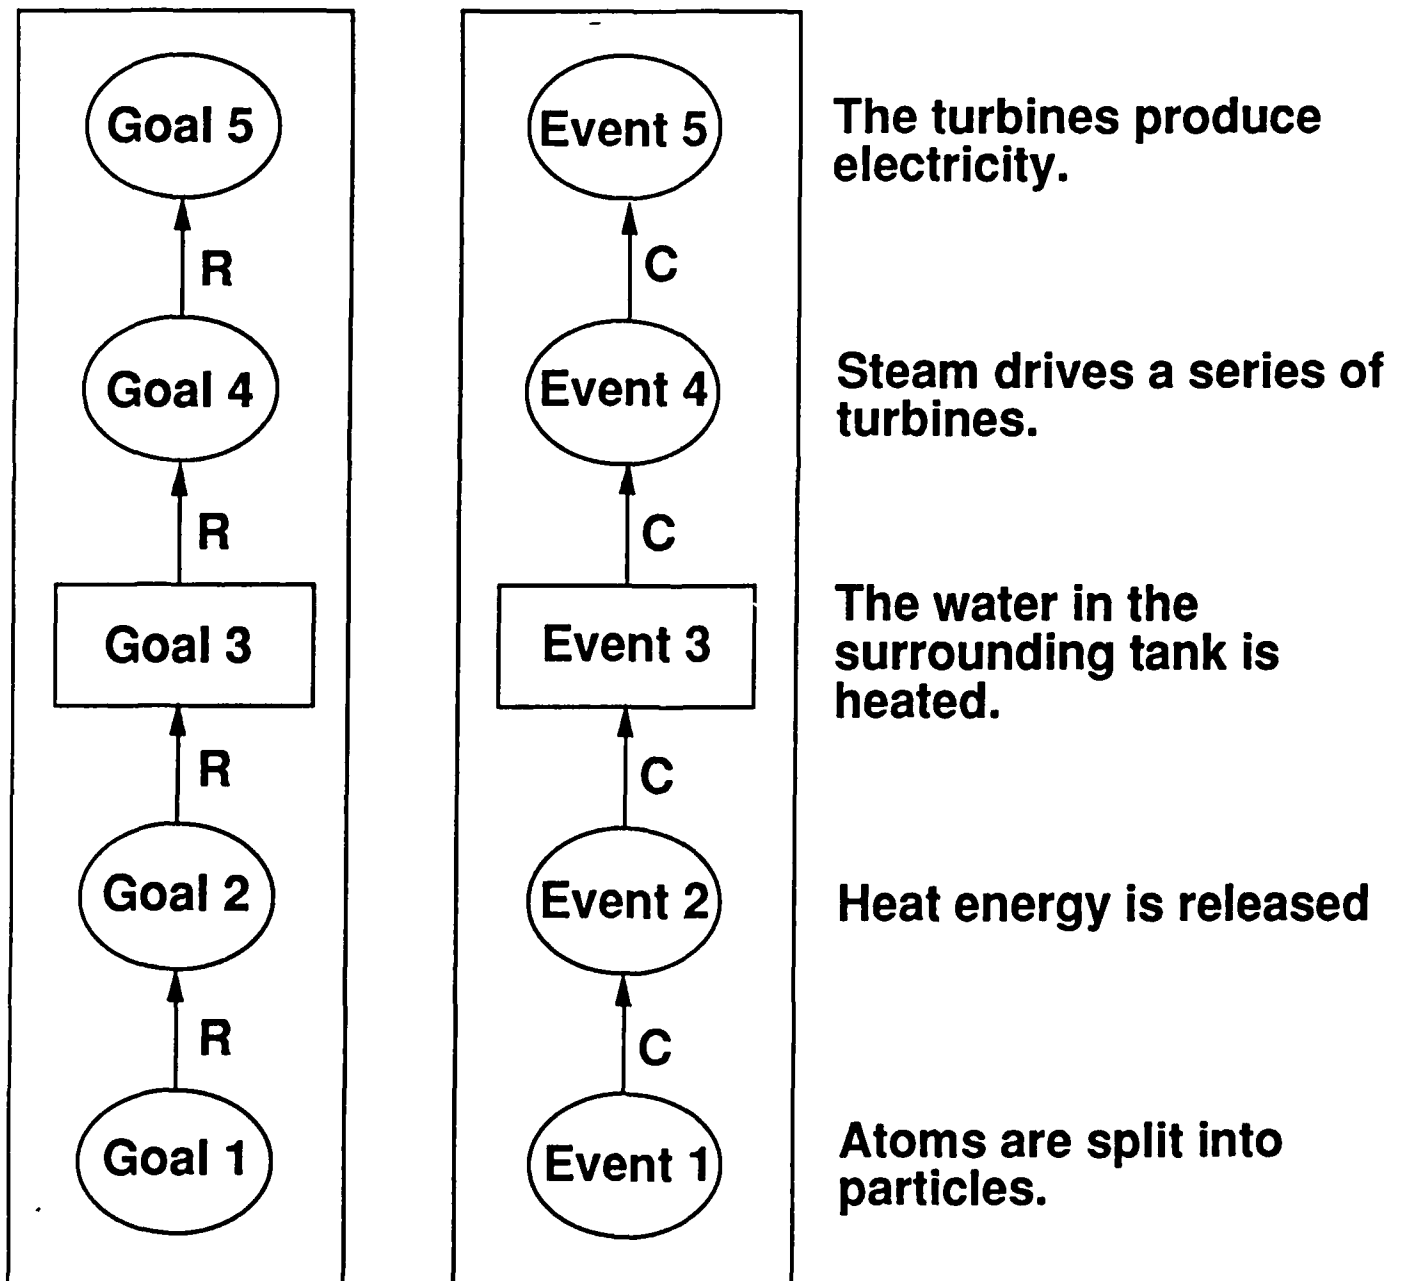 Goal 5
Event 5
The turbines produce
electricity.
R
C
Goal 4
Event 4
Steam drives a series of
turbines.
R
C
Goal 3
Event 3
The water in the
surrounding tank is
heated.
R
C
Goal 2
Event 2
Heat energy is released
R
C
Goal 1
Event 1
Atoms are split into
particles.